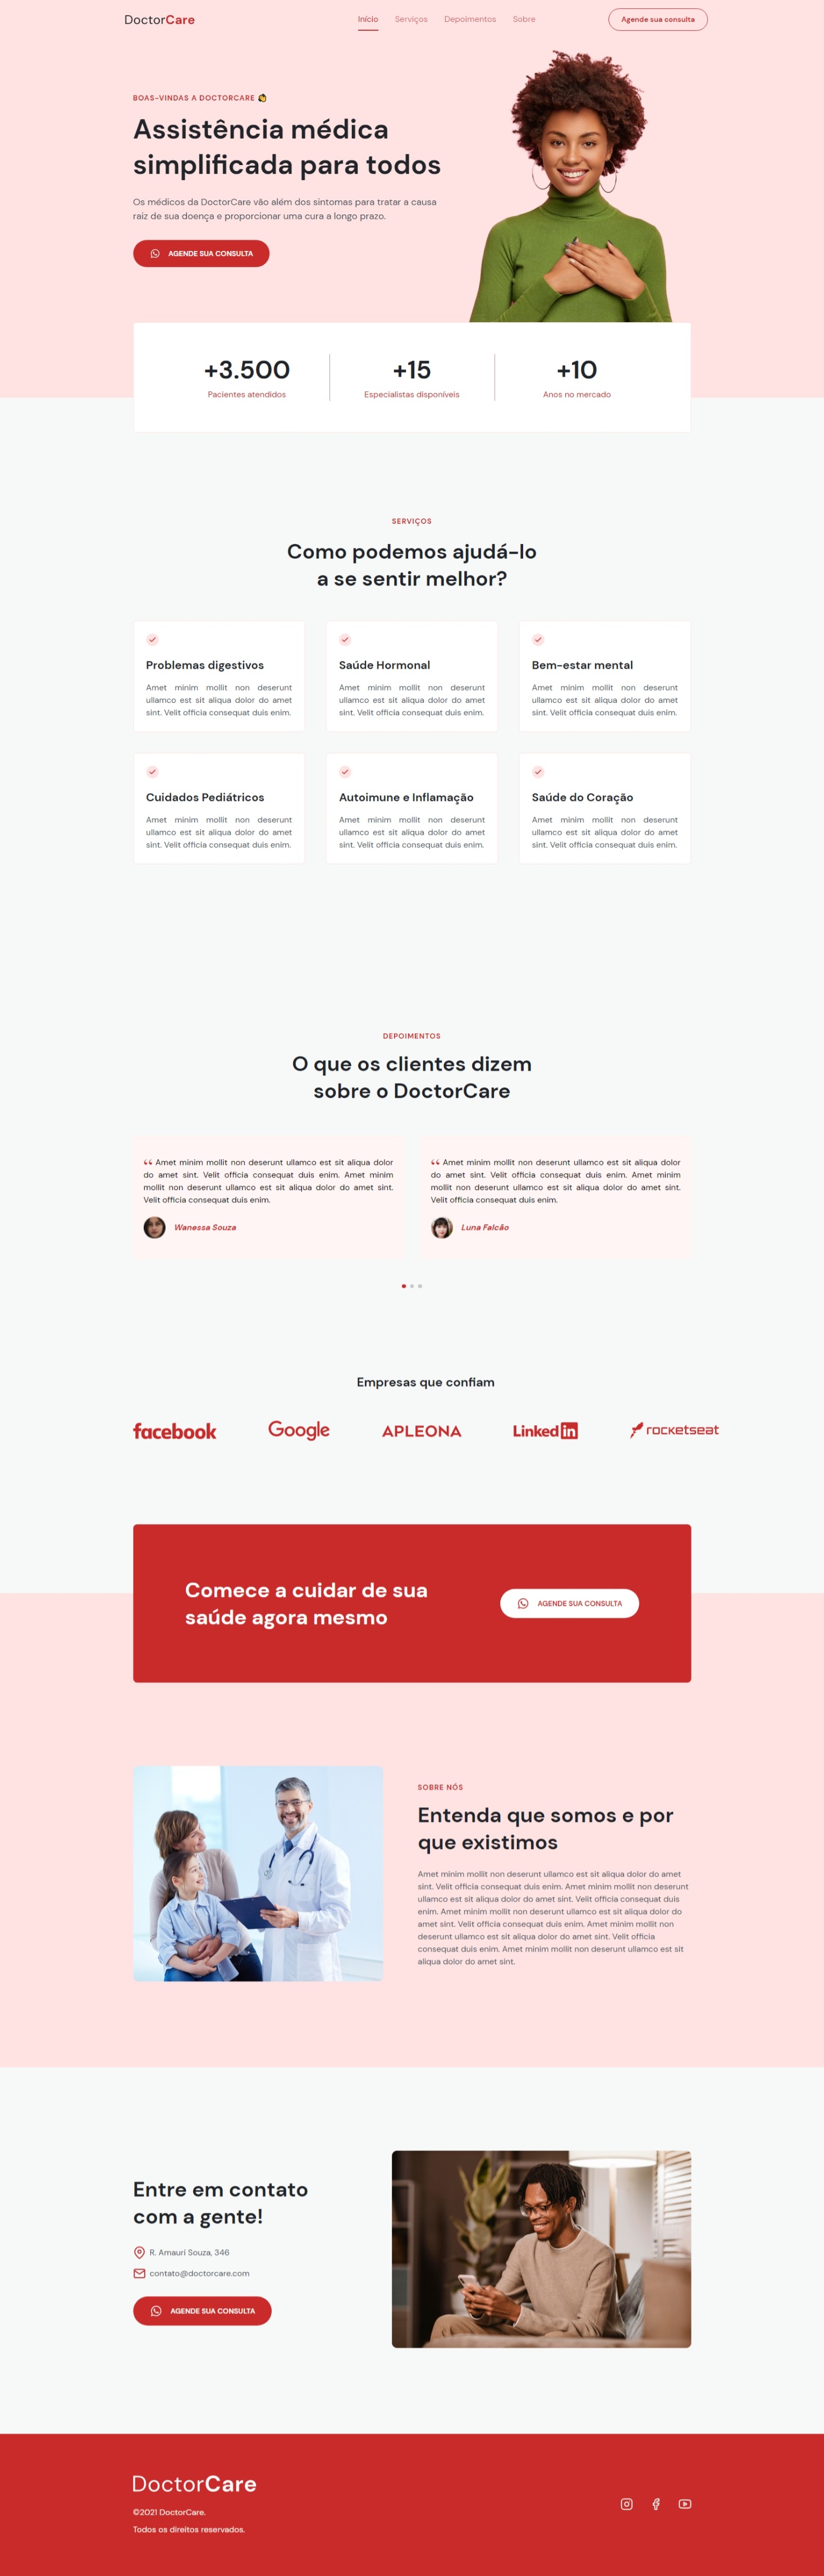 DoctorCare
Início Serviços Depoimentos Sobre
Agende sua consulta
BOAS-VINDAS A DOCTORCARE 👋
Assistência médica
simplificada para todos
Os médicos da DoctorCare vão além dos sintomas para tratar a causa
raiz de sua doença e proporcionar uma cura a longo prazo.
AGENDE SUA CONSULTA
+3.500 +15 +10
Pacientes atendidos Especialistas disponíveis Anos no mercado
SERVIÇOS
Como podemos ajudá-lo
a se sentir melhor?
Problemas digestivos
Amet minim mollit non deserunt
ullamco est sit aliqua dolor do amet
sint. Velit officia consequat duis enim.
Saúde Hormonal
Amet minim mollit non deserunt
ullamco est sit aliqua dolor do amet
sint. Velit officia consequat duis enim.
Bem-estar mental
Amet minim mollit non deserunt
ullamco est sit aliqua dolor do amet
sint. Velit officia consequat duis enim.
Cuidados Pediátricos
Amet minim mollit non deserunt
ullamco est sit aliqua dolor do amet
sint. Velit officia consequat duis enim.
Autoimune e Inflamação
Amet minim mollit non deserunt
ullamco est sit aliqua dolor do amet
sint. Velit officia consequat duis enim.
Saúde do Coração
Amet minim mollit non deserunt
ullamco est sit aliqua dolor do amet
sint. Velit officia consequat duis enim.
DEPOIMENTOS
O que os clientes dizem
sobre o DoctorCare
“ Amet minim mollit non deserunt ullamco est sit aliqua dolor
do amet sint. Velit officia consequat duis enim. Amet minim
mollit non deserunt ullamco est sit aliqua dolor do amet sint.
Velit officia consequat duis enim.
Wanessa Souza
“ Amet minim mollit non deserunt ullamco est sit aliqua dolor
do amet sint. Velit officia consequat duis enim. Amet minim
mollit non deserunt ullamco est sit aliqua dolor do amet sint.
Velit officia consequat duis enim.
Luna Falcão
Empresas que confiam
facebook Google APLEONA Linked in rocketseat
Comece a cuidar de sua
saúde agora mesmo
AGENDE SUA CONSULTA
SOBRE NÓS
Entenda que somos e por
que existimos
Amet minim mollit non deserunt ullamco est sit aliqua dolor do amet
sint. Velit officia consequat duis enim. Amet minim mollit non deserunt
ullamco est sit aliqua dolor do amet sint. Velit officia consequat duis
enim. Amet minim mollit non deserunt ullamco est sit aliqua dolor do
amet sint. Velit officia consequat duis enim. Amet minim mollit non
deserunt ullamco est sit aliqua dolor do amet sint. Velit officia
consequat duis enim. Amet minim mollit non deserunt ullamco est sit
aliqua dolor do amet sint.
Entre em contato
com a gente!
R. Amauri Souza, 346
contato@doctorcare.com
AGENDE SUA CONSULTA
DoctorCare
©2021 DoctorCare.
Todos os direitos reservados.